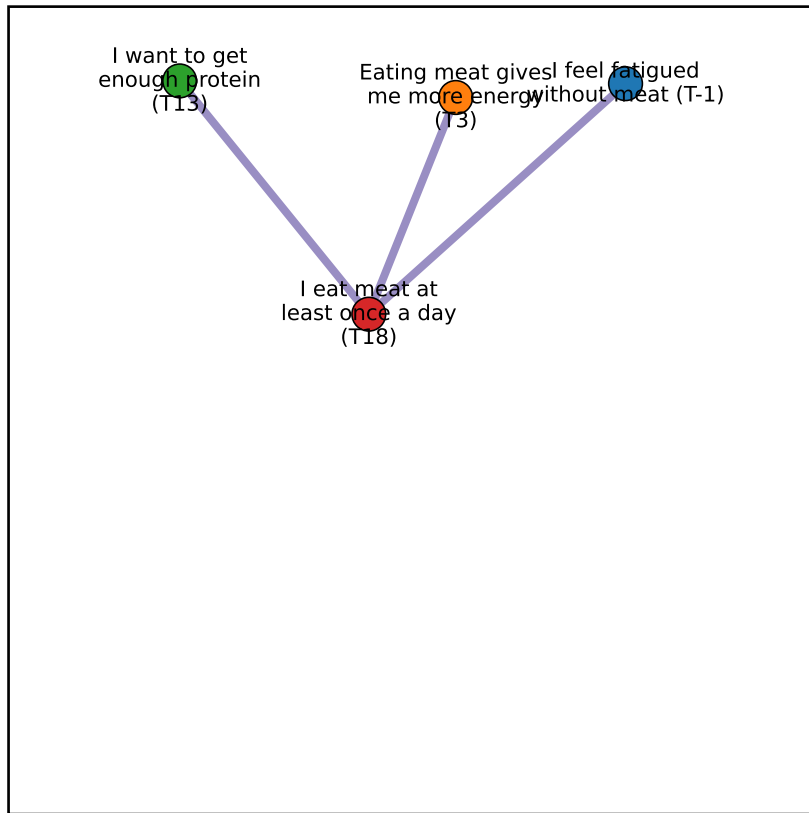 I want to get
enough protein
(T13)
Eating meat gives
me more energy
(T3)
I feel fatigued
without meat (T-1)
I eat meat at
least once a day
(T18)